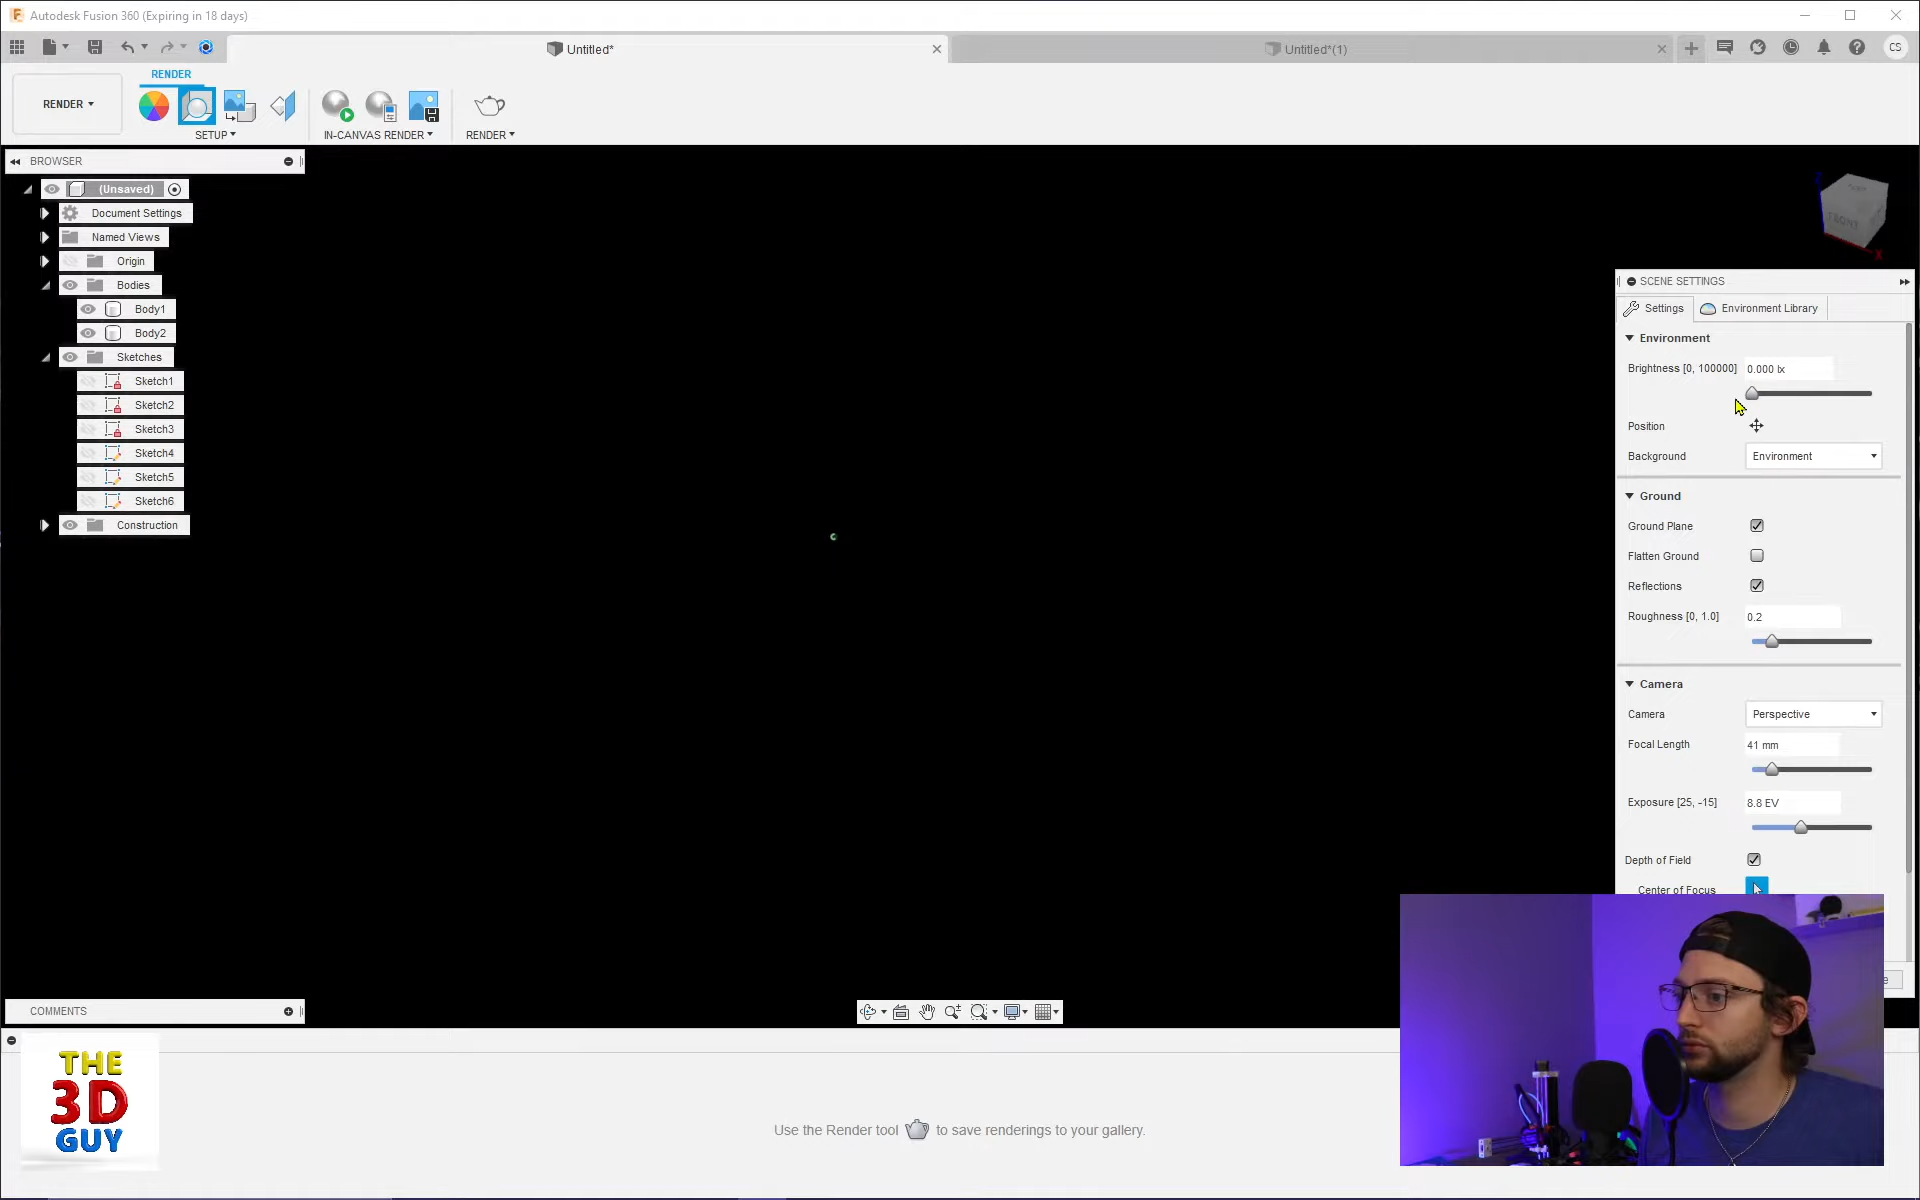 Autodesk Fusion 360 (Expiring in 18 days)
Untitled*
Untitled*(1)
CS
RENDER
RENDER
SETUP
IN-CANVAS RENDER
RENDER
BROWSER
(Unsaved)
Document Settings
Named Views
Origin
Bodies
Body1
Body2
Sketches
Sketch1
Sketch2
Sketch3
Sketch4
Sketch5
Sketch6
Construction
FRONT
X
SCENE SETTINGS
Settings
Environment Library
Environment
Brightness [0, 100000] 0.000 lx
Position
Background Environment
Ground
Ground Plane
Flatten Ground
Reflections
Roughness [0, 1.0] 0.2
Camera
Camera Perspective
Focal Length 41 mm
Exposure [25, -15] 8.8 EV
Depth of Field
Center of Focus
COMMENTS
THE
3D
GUY
Use the Render tool to save renderings to your gallery.